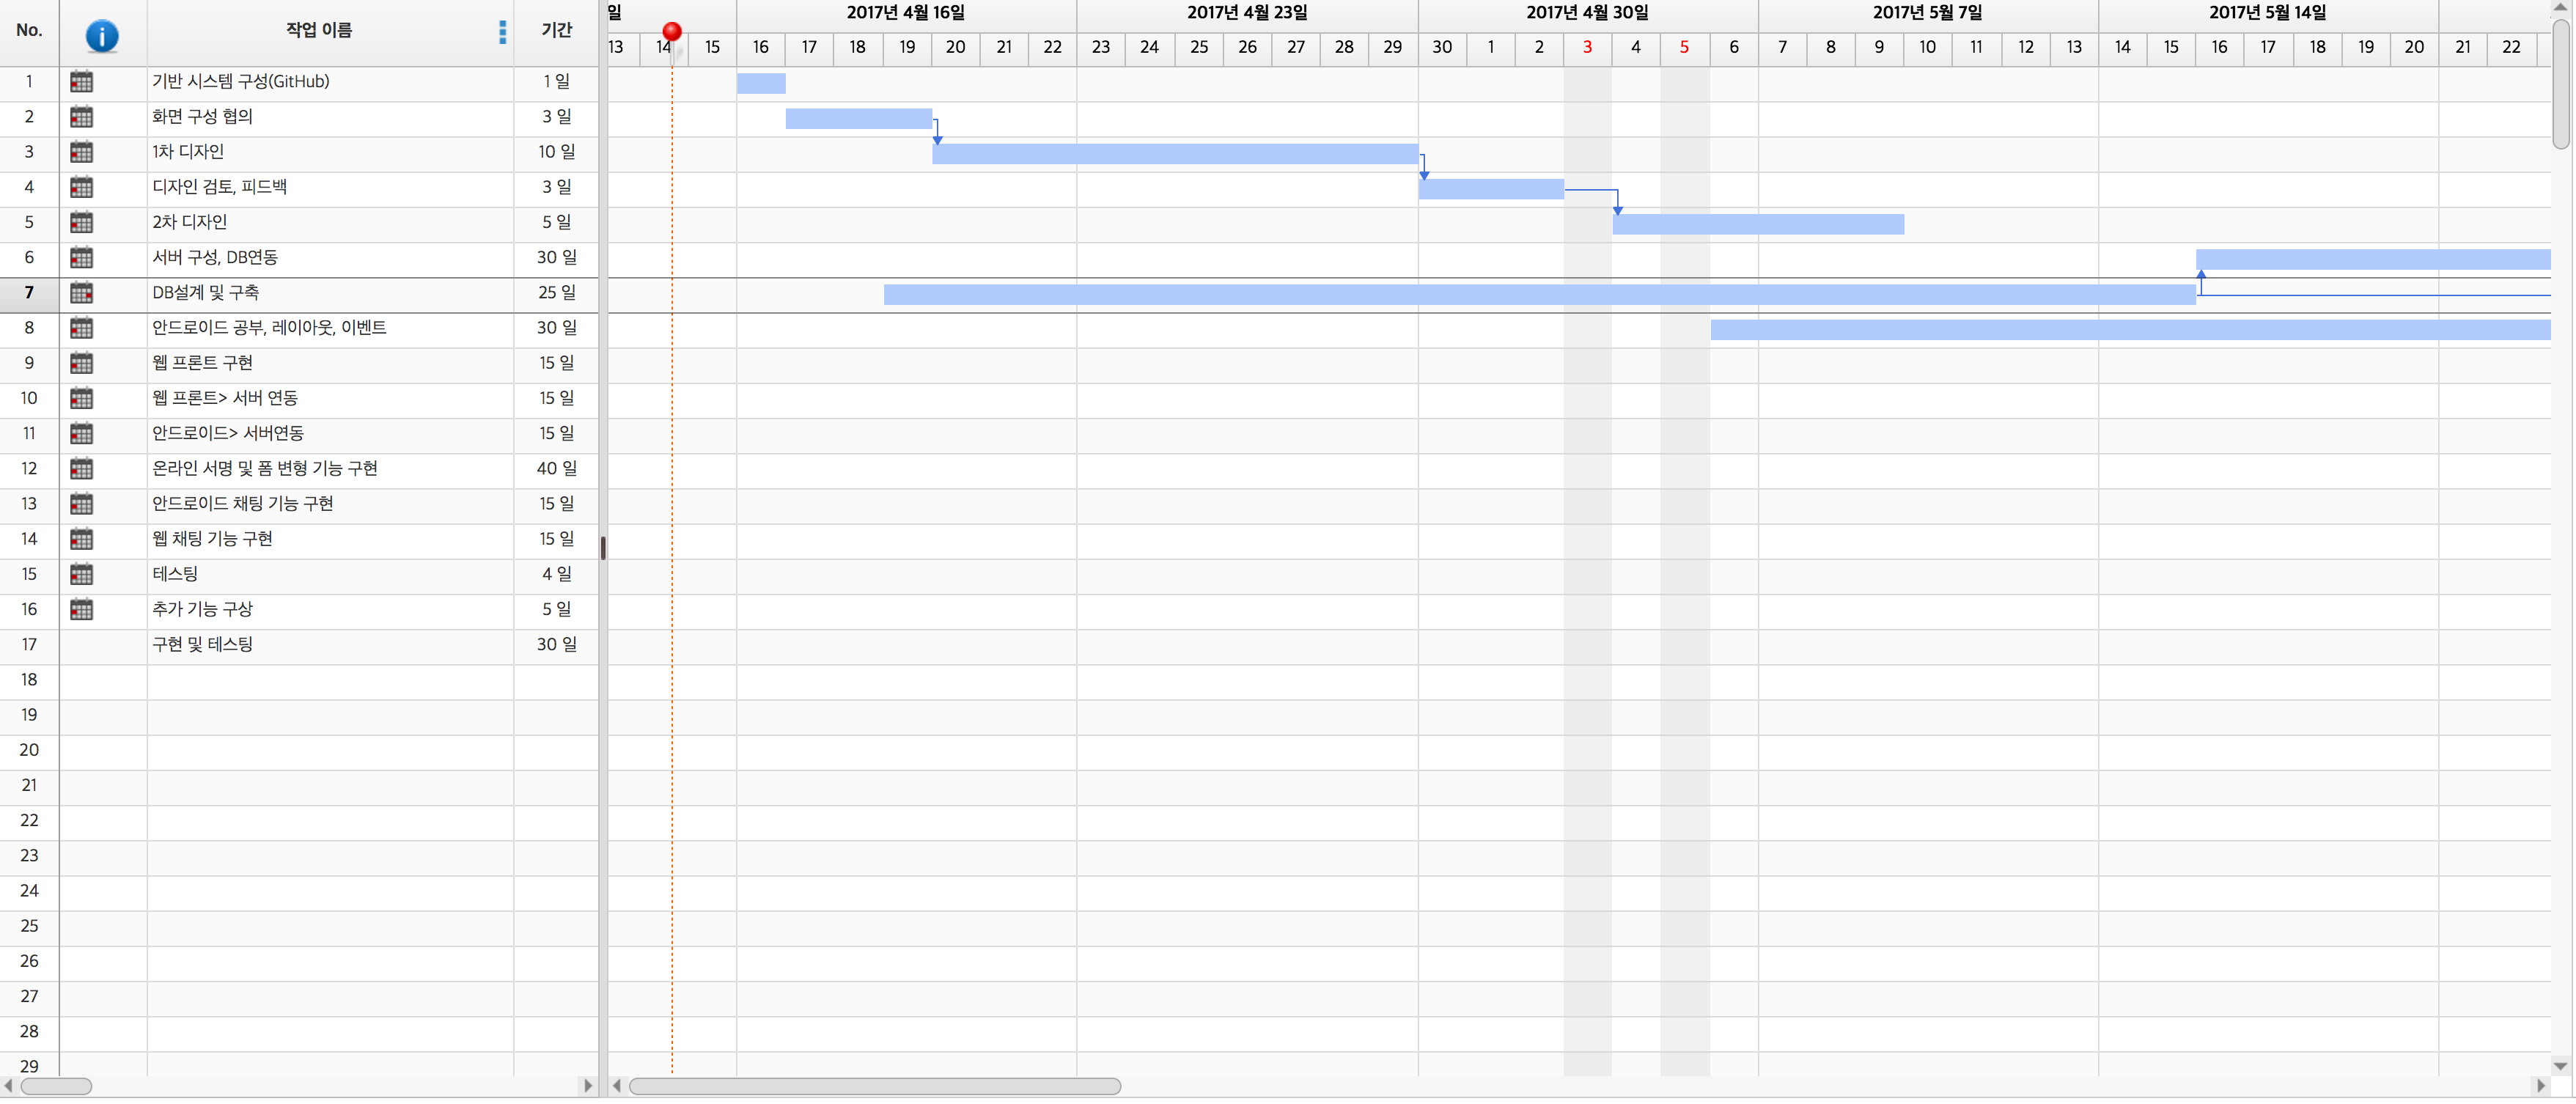 No. 작업 이름 기간
일 2017년 4월 16일 2017년 4월 23일 2017년 4월 30일 2017년 5월 7일 2017년 5월 14일
13 14 15 16 17 18 19 20 21 22 23 24 25 26 27 28 29 30 1 2 3 4 5 6 7 8 9 10 11 12 13 14 15 16 17 18 19 20 21 22
1 기반 시스템 구성(GitHub) 1 일
2 화면 구성 협의 3 일
3 1차 디자인 10 일
4 디자인 검토, 피드백 3 일
5 2차 디자인 5 일
6 서버 구성, DB연동 30 일
7 DB설계 및 구축 25 일
8 안드로이드 공부, 레이아웃, 이벤트 30 일
9 웹 프론트 구현 15 일
10 웹 프론트> 서버 연동 15 일
11 안드로이드> 서버연동 15 일
12 온라인 서명 및 폼 변형 기능 구현 40 일
13 안드로이드 채팅 기능 구현 15 일
14 웹 채팅 기능 구현 15 일
15 테스팅 4 일
16 추가 기능 구상 5 일
17 구현 및 테스팅 30 일
18
19
20
21
22
23
24
25
26
27
28
29